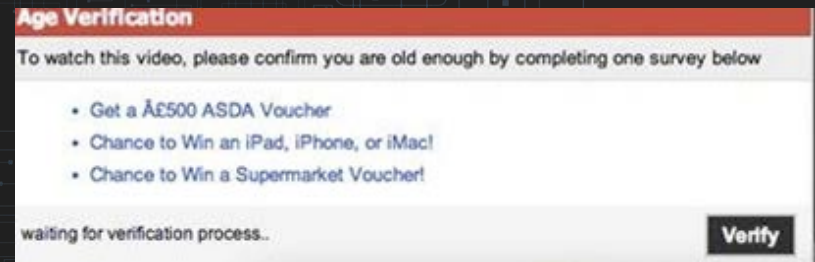 Age Verification
To watch this video, please confirm you are old enough by completing one survey below
• Get a Â£500 ASDA Voucher
• Chance to Win an iPad, iPhone, or iMac!
• Chance to Win a Supermarket Voucher!
waiting for verification process..
Verify